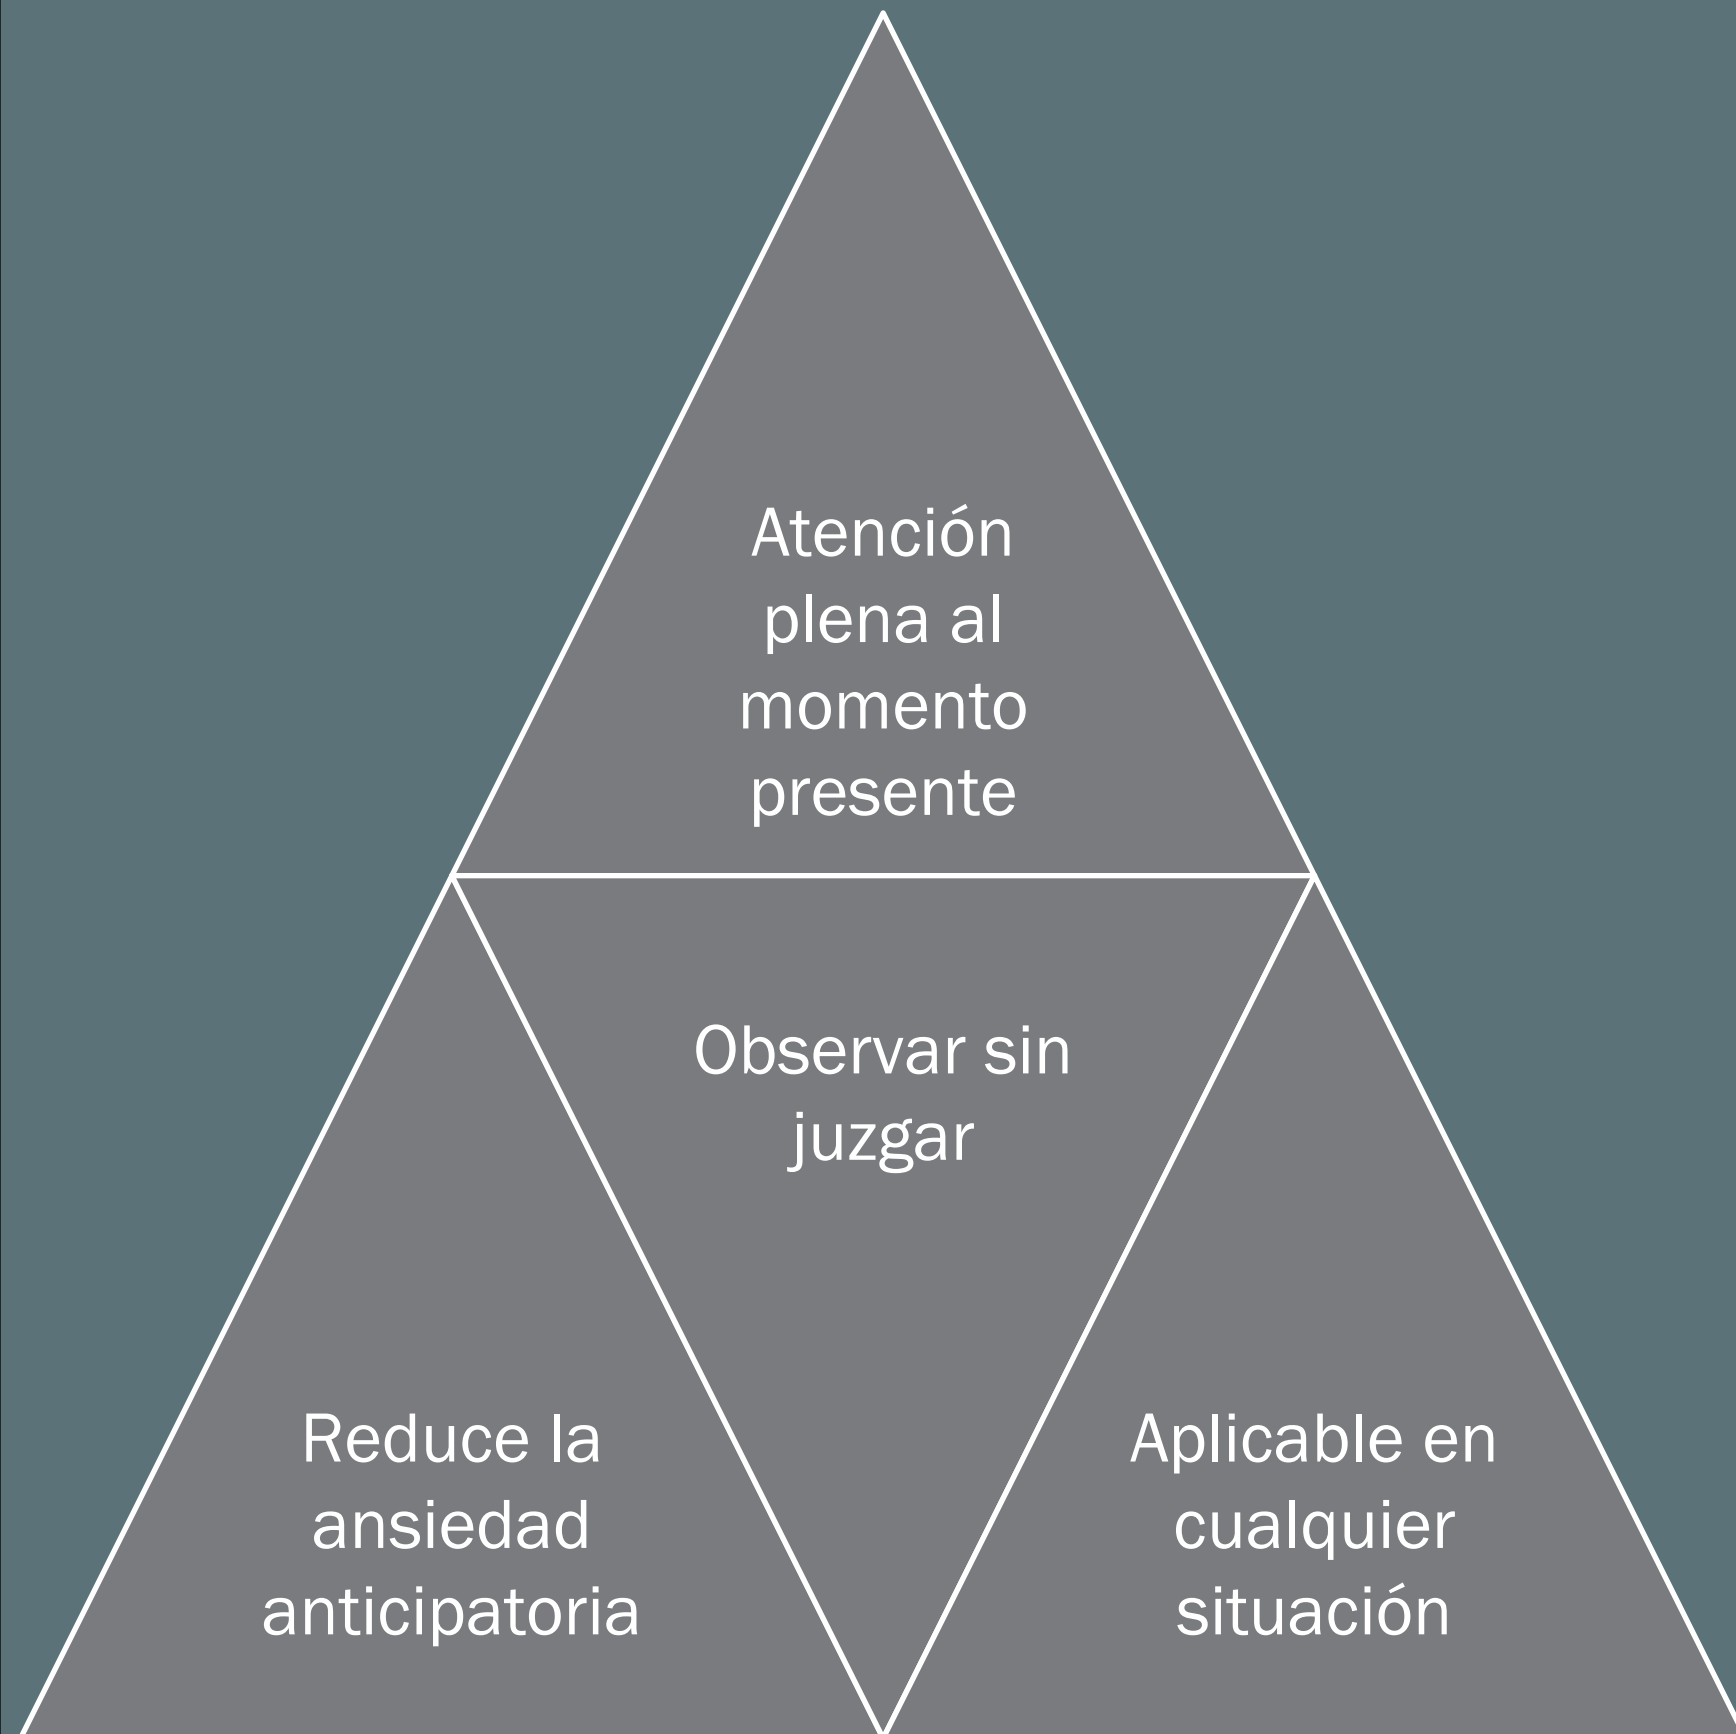 Atención
plena al
momento
presente
Observar sin
juzgar
Reduce la
ansiedad
anticipatoria
Aplicable en
cualquier
situación